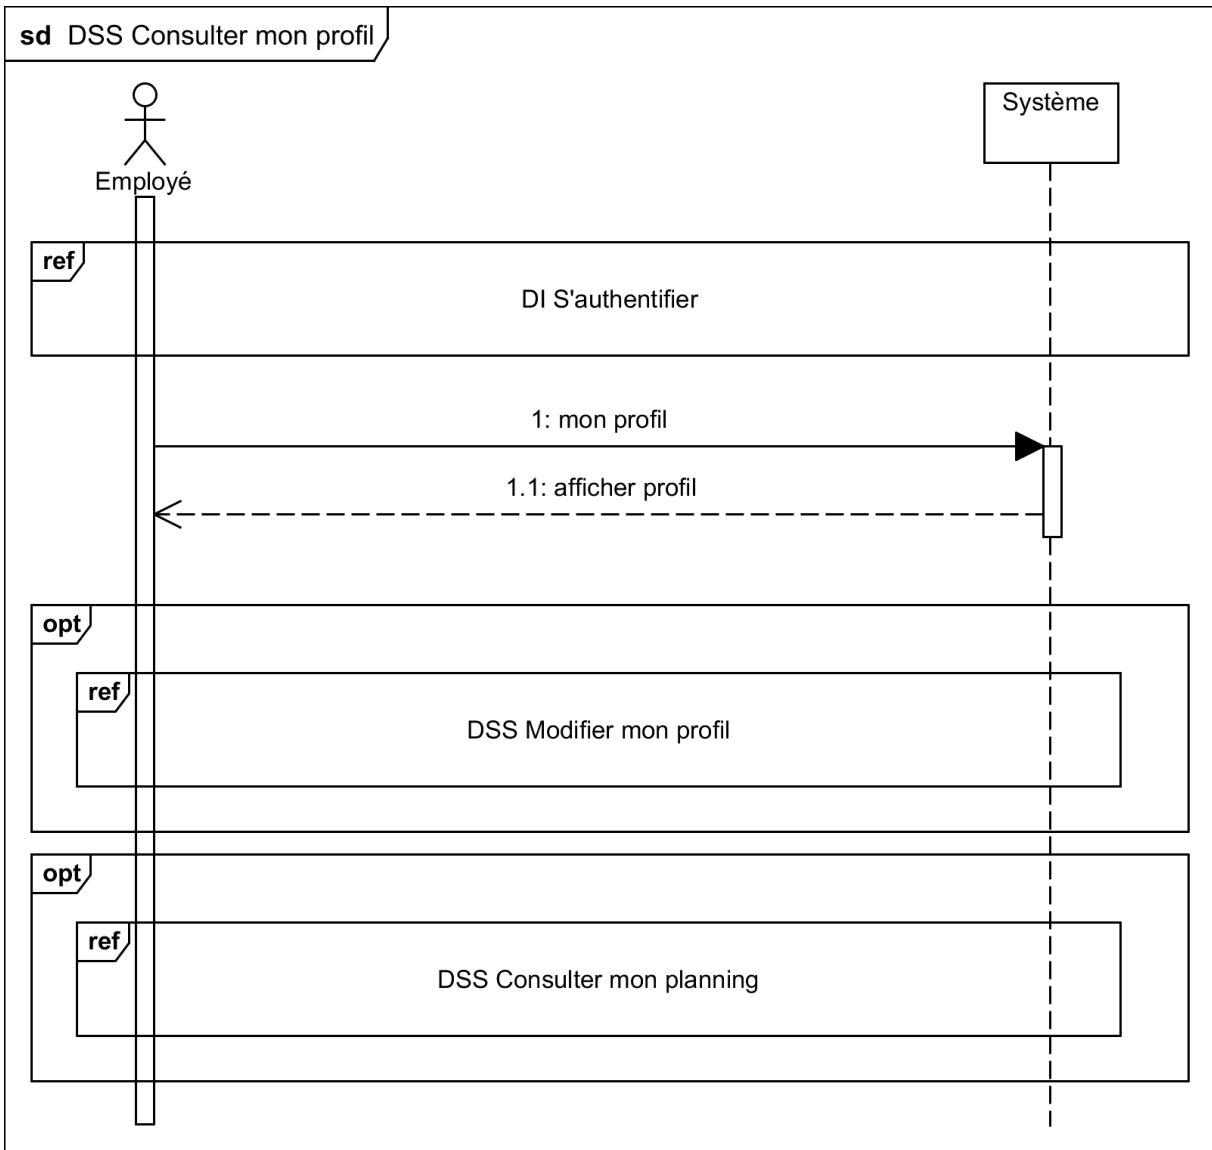 sd DSS Consulter mon profil
Système
Employé
ref
DI S'authentifier
1: mon profil
1.1: afficher profil
opt
ref
DSS Modifier mon profil
opt
ref
DSS Consulter mon planning